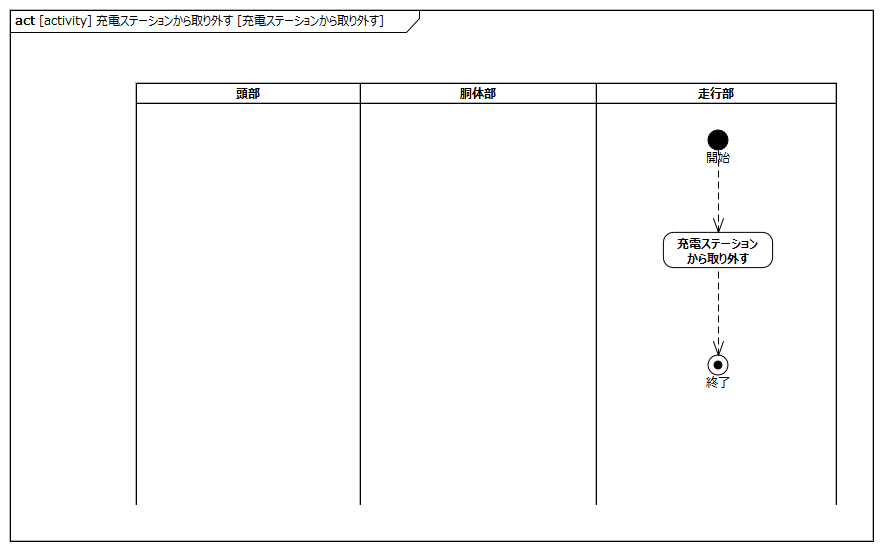 act [activity] 充電ステーションから取り外す [充電ステーションから取り外す]
頭部
胴体部
走行部
開始
充電ステーション
から取り外す
終了